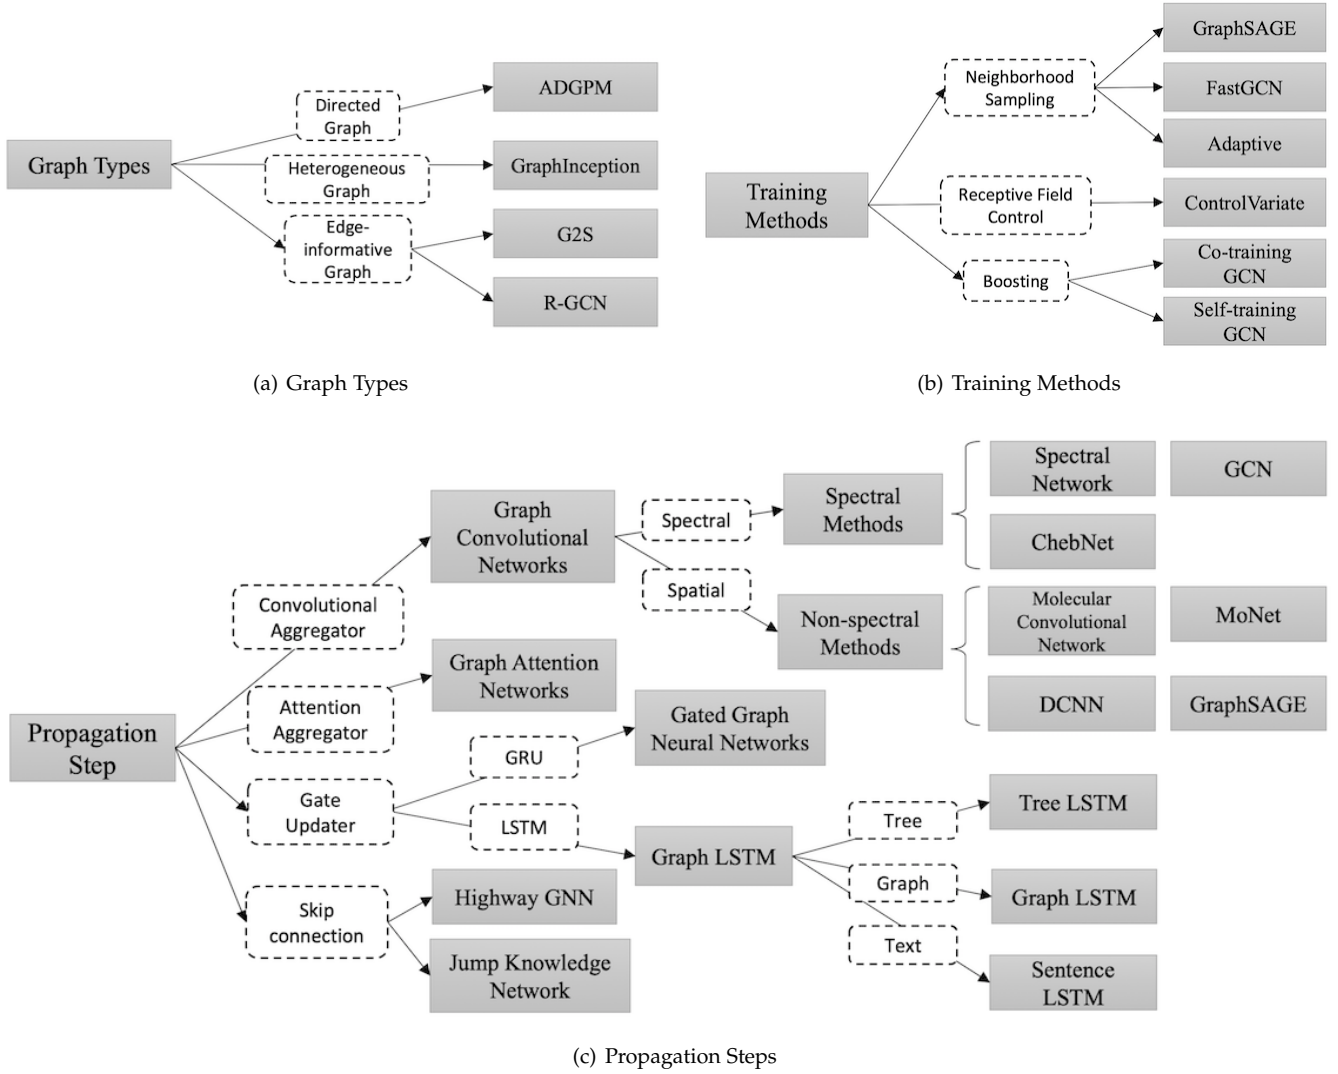 Graph Types
Directed
Graph
Heterogeneous
Graph
Edge-
informative
Graph
ADGPM
GraphInception
G2S
R-GCN
(a) Graph Types
Training
Methods
Neighborhood
Sampling
Receptive Field
Control
Boosting
GraphSAGE
FastGCN
Adaptive
ControlVariate
Co-training
GCN
Self-training
GCN
(b) Training Methods
Propagation
Step
Convolutional
Aggregator
Attention
Aggregator
Gate
Updater
Skip
connection
Graph
Convolutional
Networks
Graph Attention
Networks
GRU
LSTM
Highway GNN
Jump Knowledge
Network
Spectral
Spatial
Gated Graph
Neural Networks
Graph LSTM
Spectral
Methods
Non-spectral
Methods
Tree
Graph
Text
Spectral
Network
GCN
ChebNet
Molecular
Convolutional
Network
MoNet
DCNN
GraphSAGE
Tree LSTM
Graph LSTM
Sentence
LSTM
(c) Propagation Steps